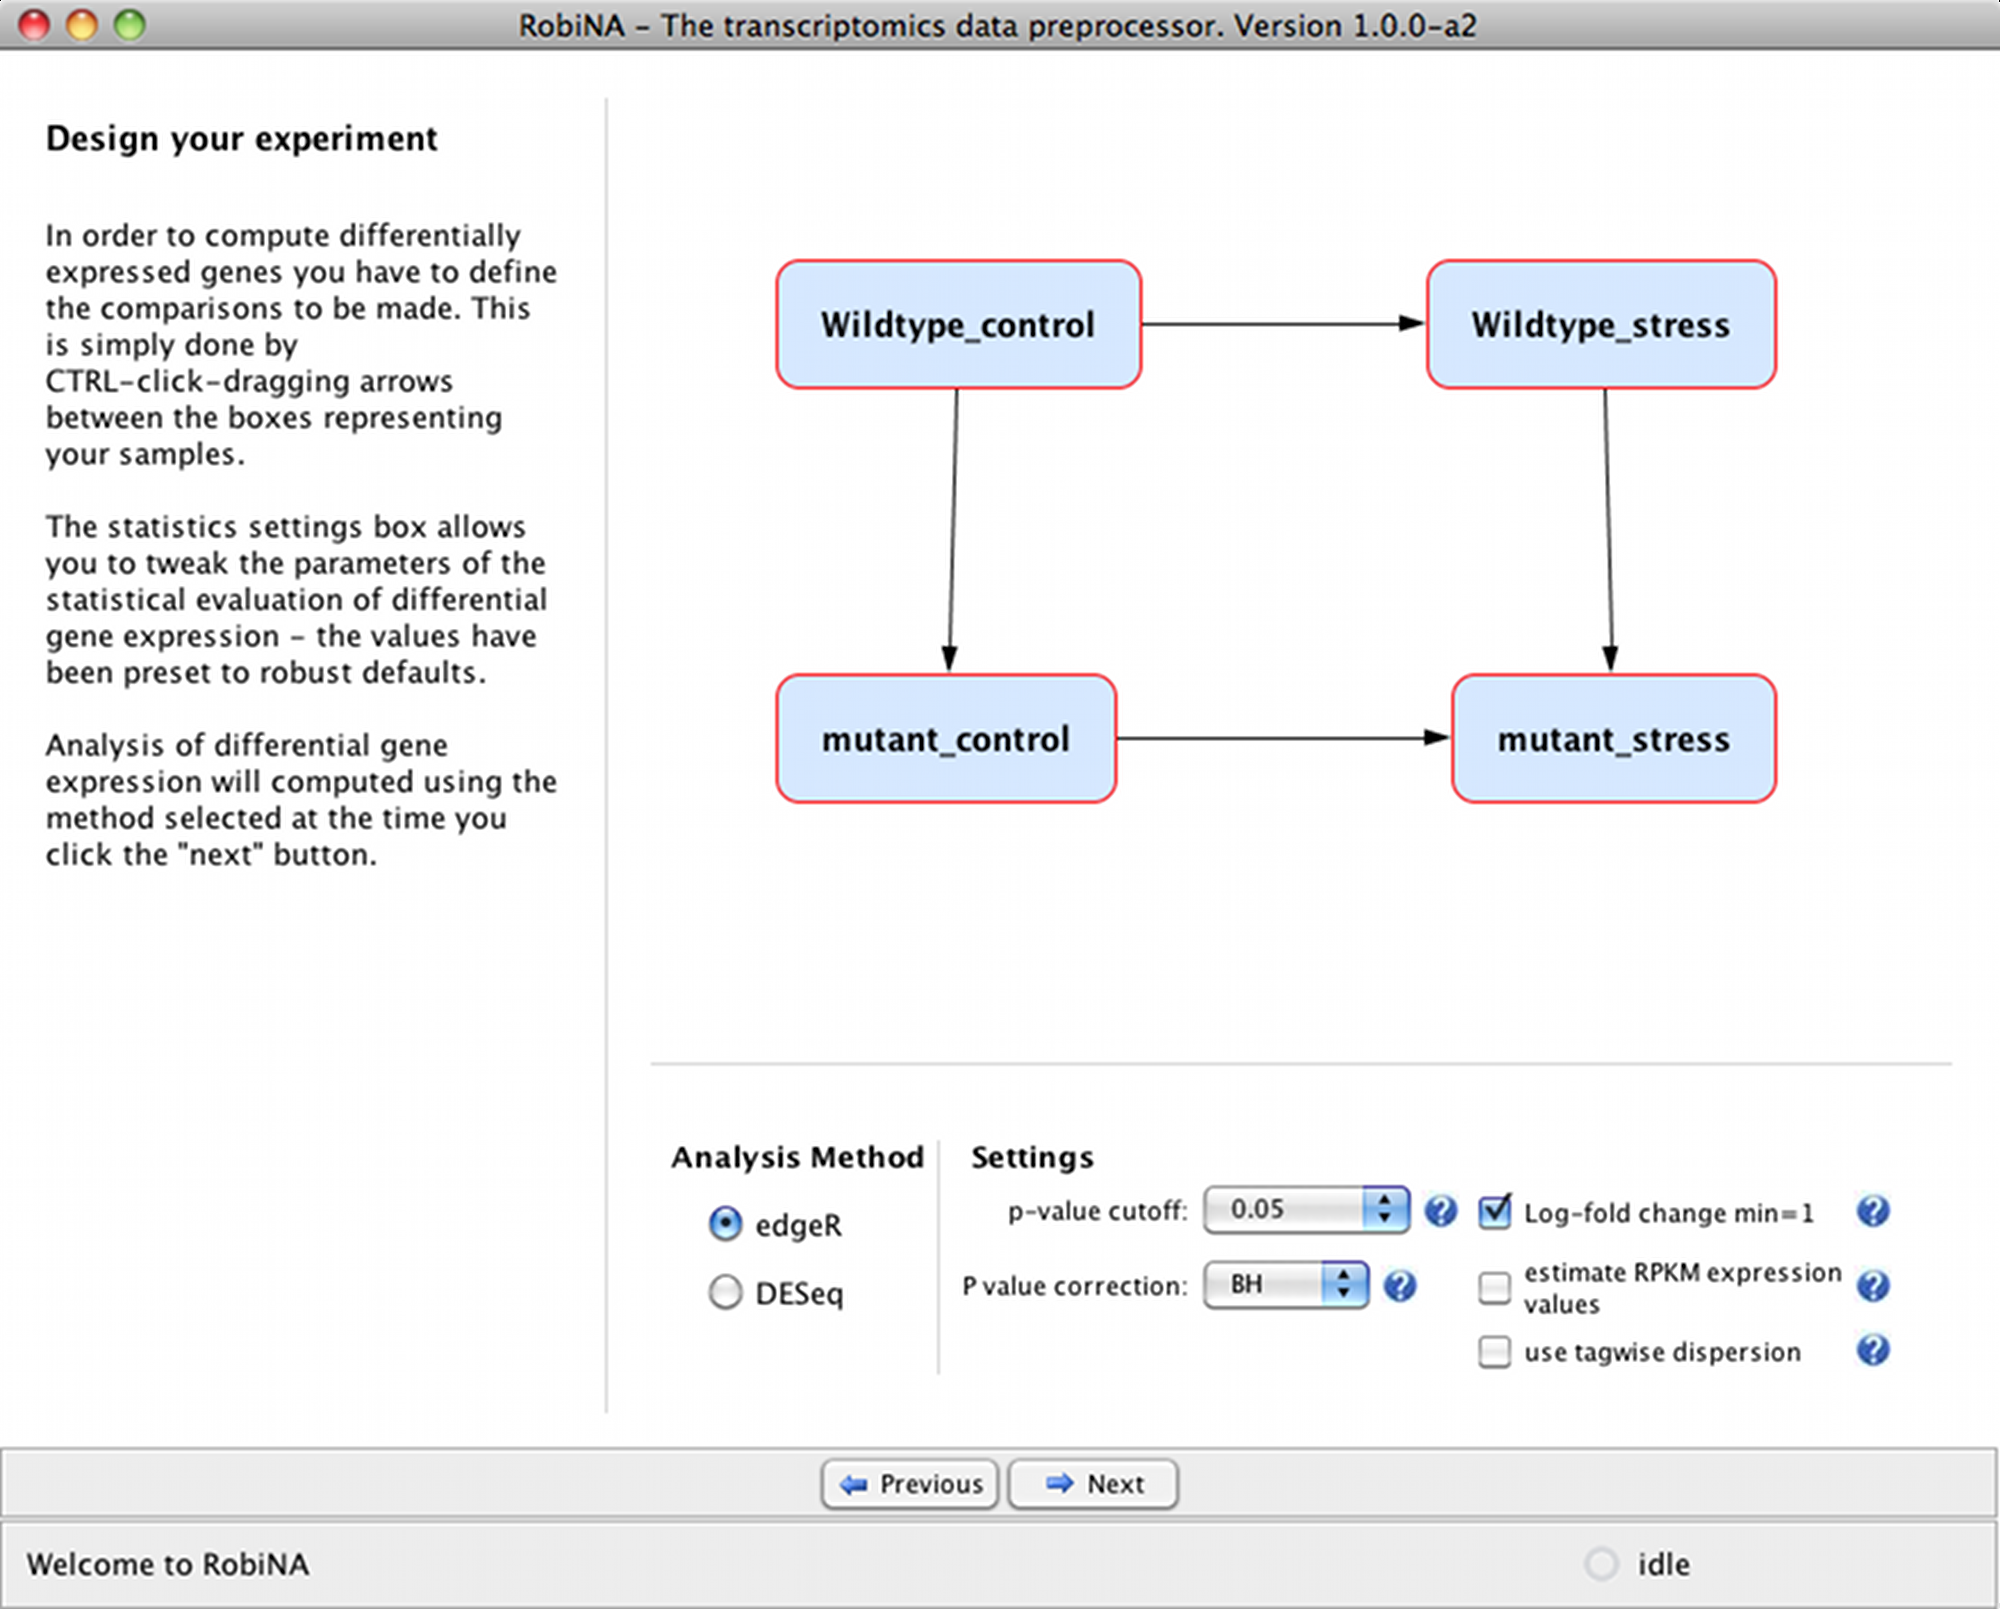 RobiNA - The transcriptomics data preprocessor. Version 1.0.0-a2
Design your experiment
In order to compute differentially
expressed genes you have to define
the comparisons to be made. This
is simply done by
CTRL-click-dragging arrows
between the boxes representing
your samples.
The statistics settings box allows
you to tweak the parameters of the
statistical evaluation of differential
gene expression - the values have
been preset to robust defaults.
Analysis of differential gene
expression will computed using the
method selected at the time you
click the "next" button.
Wildtype_control
Wildtype_stress
mutant_control
mutant_stress
Analysis Method
edgeR
DESeq
Settings
p-value cutoff: 0.05
P value correction: BH
Log-fold change min=1
estimate RPKM expression
values
use tagwise dispersion
Previous
Next
Welcome to RobiNA
idle